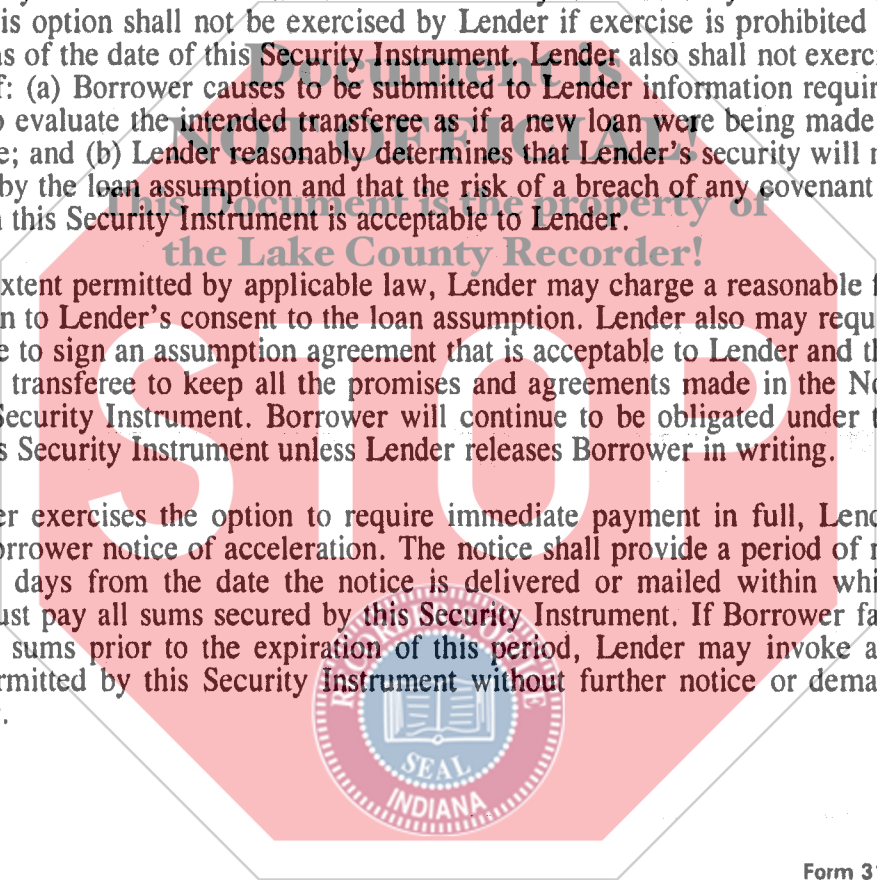 is option shall not be exercised by Lender if exercise is prohibited
as of the date of this Security Instrument. Lender also shall not exerci
f: (a) Borrower causes to be submitted to Lender information requir
o evaluate the intended transferee as if a new loan were being made
e; and (b) Lender reasonably determines that Lender's security will n
by the loan assumption and that the risk of a breach of any covenant
n this Security Instrument is acceptable to Lender.
xtent permitted by applicable law, Lender may charge a reasonable f
n to Lender's consent to the loan assumption. Lender also may requ
e to sign an assumption agreement that is acceptable to Lender and th
transferee to keep all the promises and agreements made in the No
Security Instrument. Borrower will continue to be obligated under t
s Security Instrument unless Lender releases Borrower in writing.
er exercises the option to require immediate payment in full, Lend
orrower notice of acceleration. The notice shall provide a period of n
days from the date the notice is delivered or mailed within whi
ust pay all sums secured by this Security Instrument. If Borrower fa
sums prior to the expiration of this period, Lender may invoke a
rmitted by this Security Instrument without further notice or dema
Form 31
Document is
NOT OFFICIAL!
This Document is the property of
the Lake County Recorder!
STOP
RECORDER'S OFFICE
SEAL
INDIANA